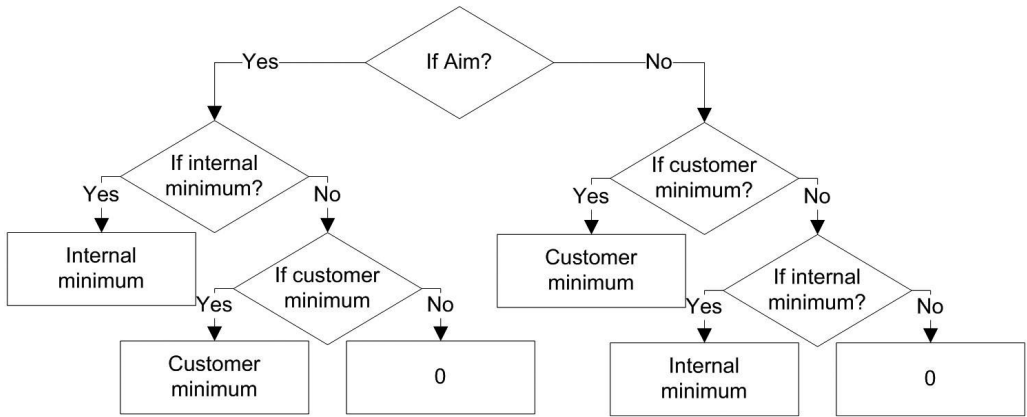 If Aim?
Yes
No
If internal
minimum?
If customer
minimum?
Yes
No
Yes
No
Internal
minimum
Customer
minimum
If customer
minimum
If internal
minimum?
Yes
No
Yes
No
Customer
minimum
0
Internal
minimum
0